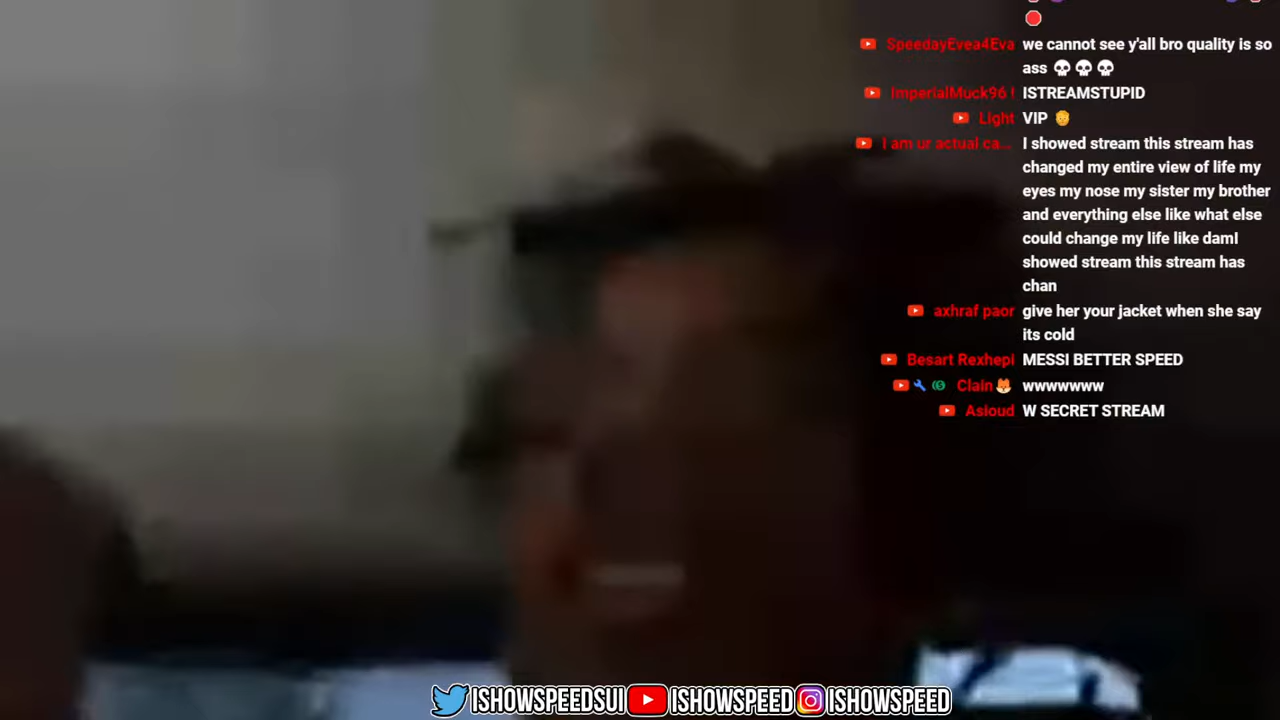 SpeedayEvea4Eva we cannot see y'all bro quality is so
ass 💀💀💀
ImperialMuck96 ! ISTREAMSTUPID
Light VIP
I am ur actual ca... I showed stream this stream has
changed my entire view of life my
eyes my nose my sister my brother
and everything else like what else
could change my life like damI
showed stream this stream has
chan
axhraf paor give her your jacket when she say
its cold
Besart Rexhepi MESSI BETTER SPEED
Clain🦊 wwwwwww
Asloud W SECRET STREAM
ISHOWSPEEDSUI ISHOWSPEED ISHOWSPEED